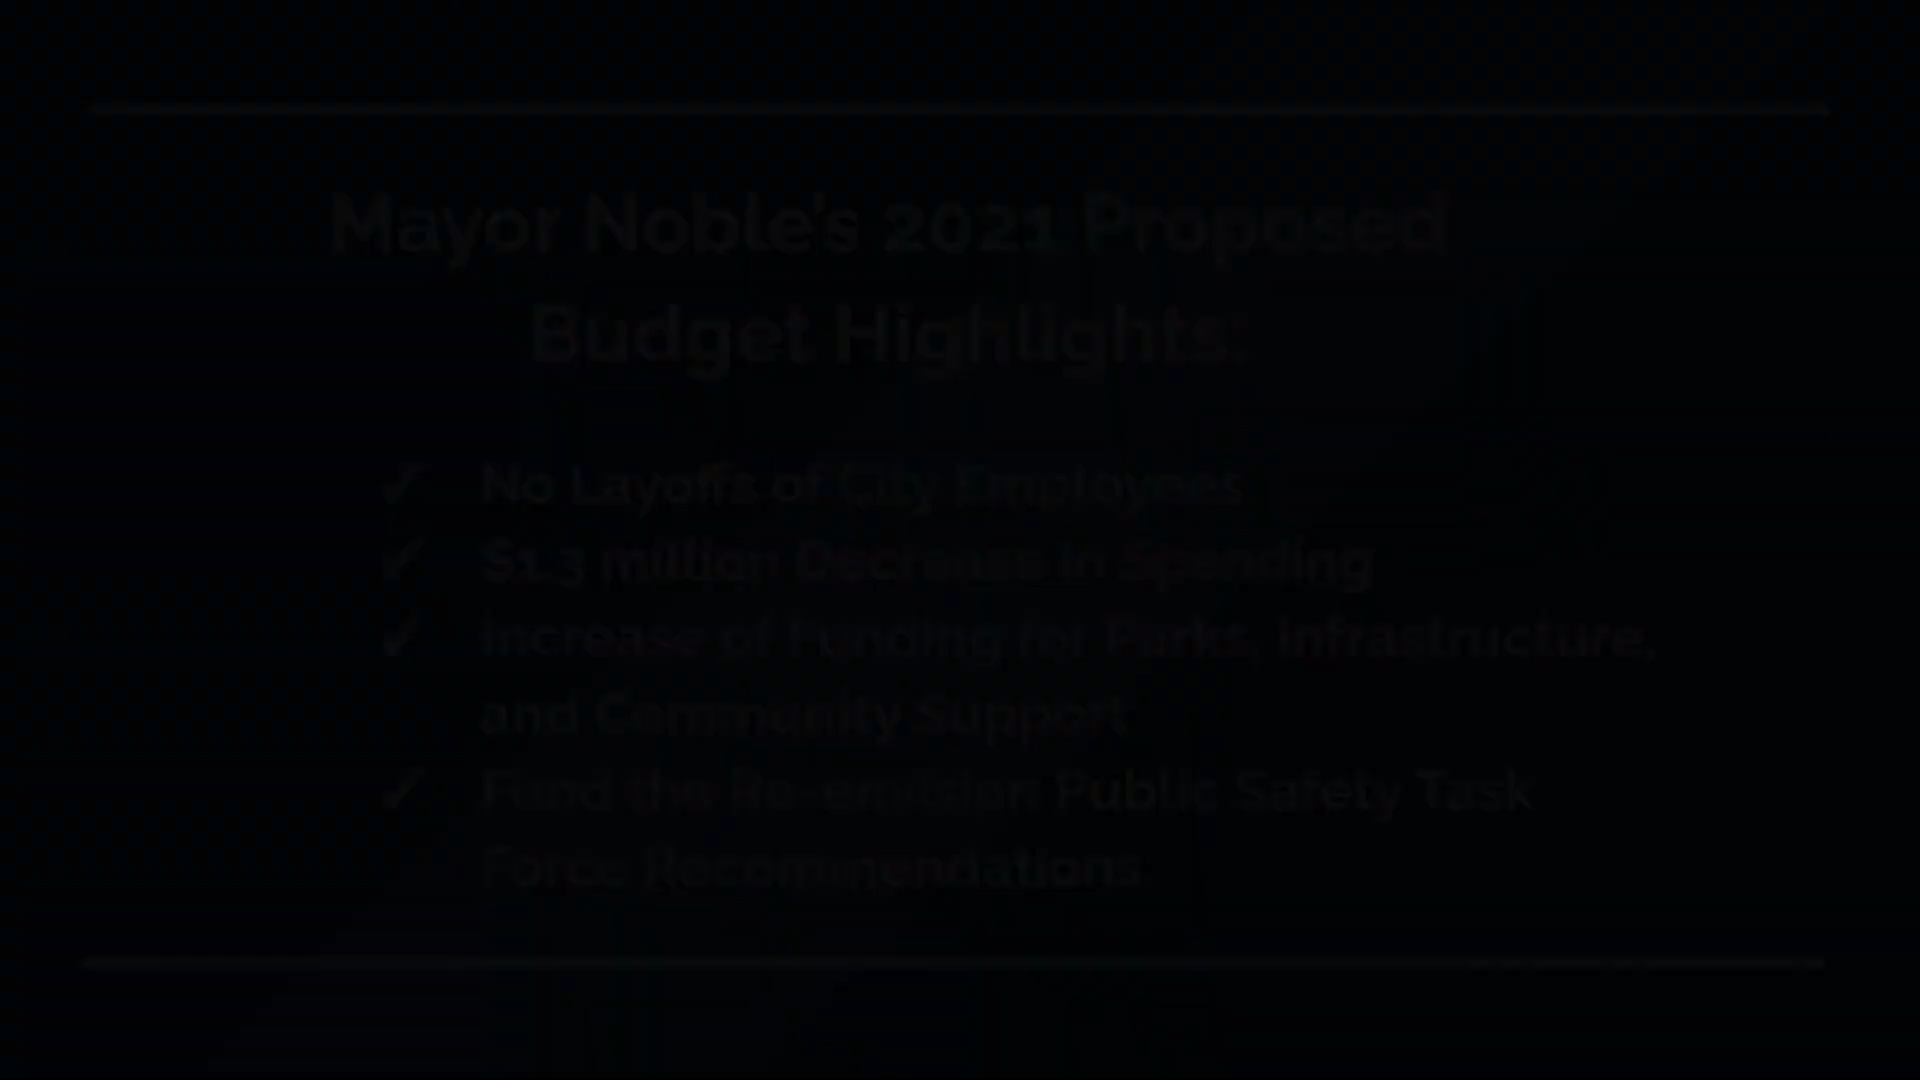 Mayor Noble's 2021 Proposed
Budget Highlights:
✓ No Layoffs of City Employees
✓ $1.3 million Decrease in Spending
✓ Increase of Funding for Parks, Infrastructure,
and Community Support
✓ Fund the Re-envision Public Safety Task
Force Recommendations